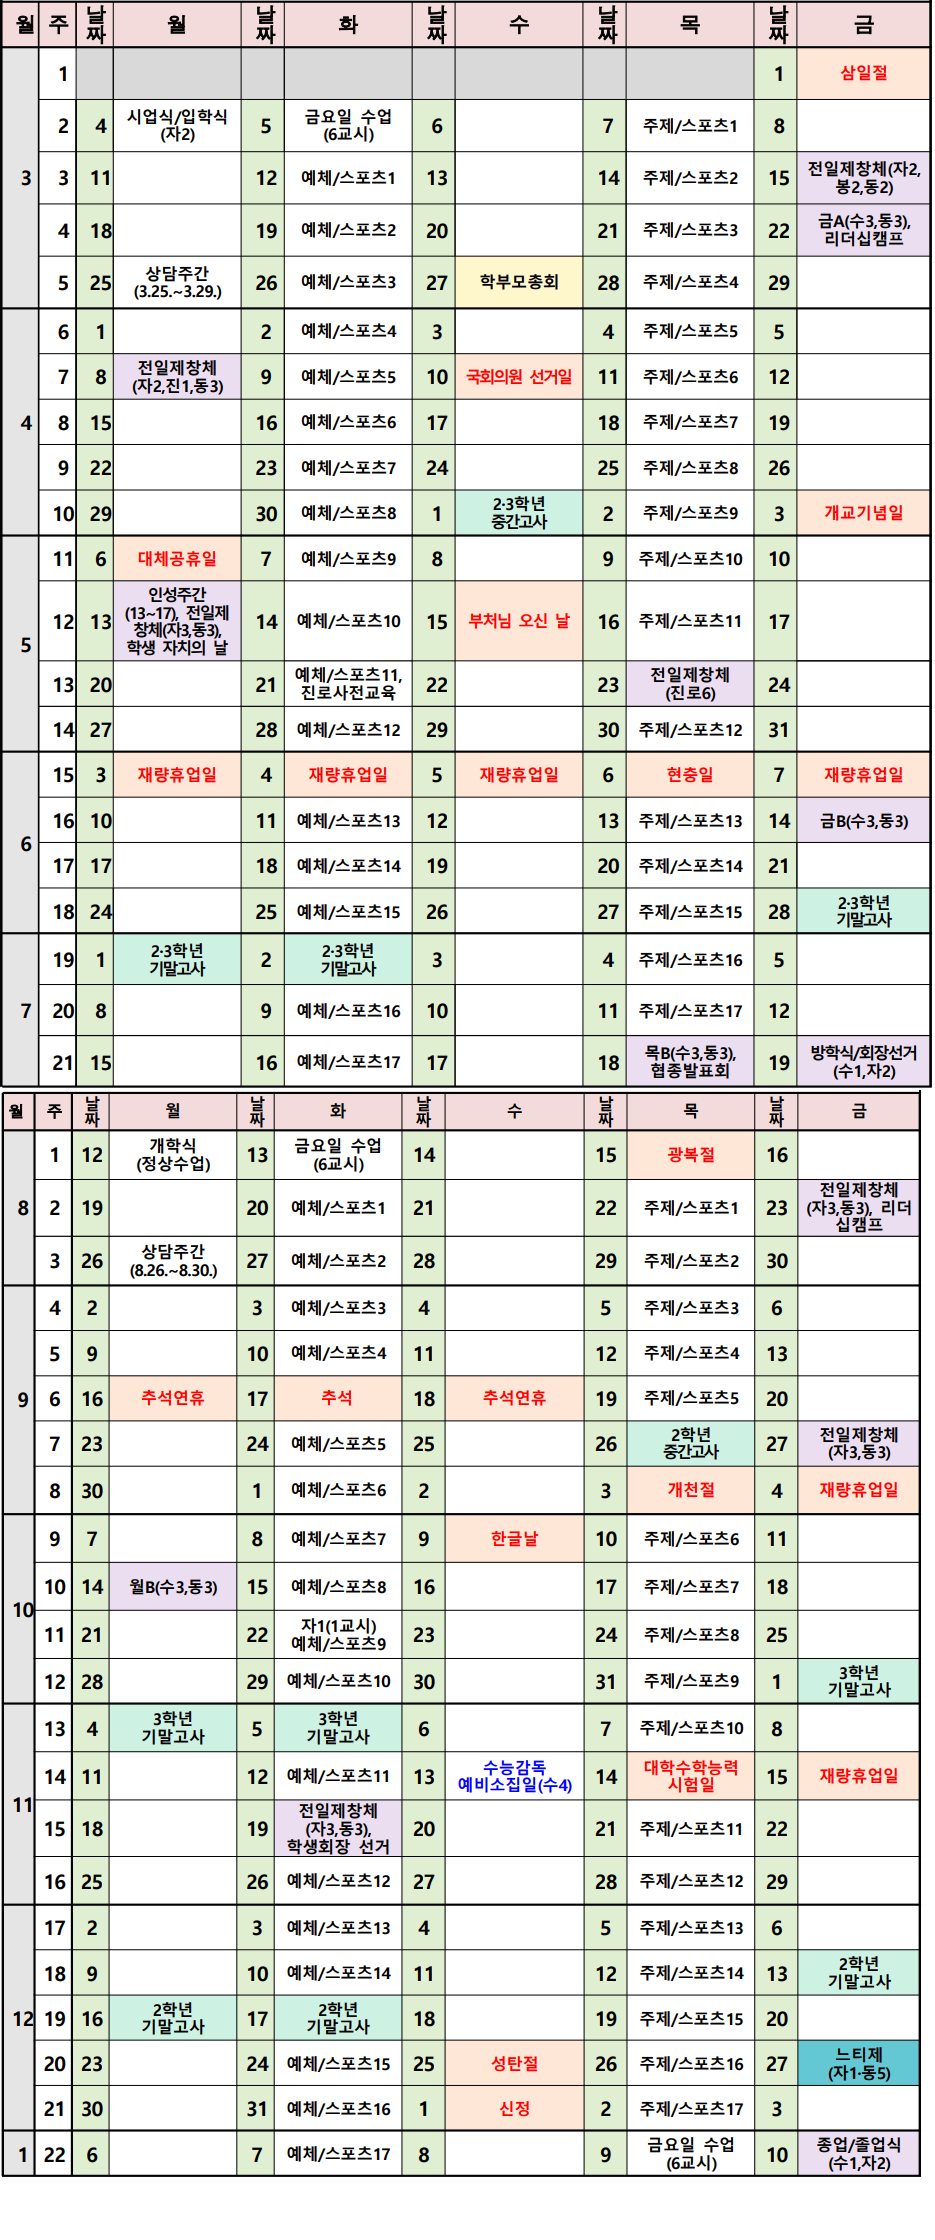 월 주 날짜 월 날짜 화 날짜 수 날짜 목 날짜 금
3
1 1 삼일절
2 4 시업식/입학식
(자2) 5 금요일 수업
(6교시) 6 7 주제/스포츠1 8
3 11 12 예체/스포츠1 13 14 주제/스포츠2 15 전일제창체(자2,
봉2,동2)
4 18 19 예체/스포츠2 20 21 주제/스포츠3 22 금A(수3,동3),
리더십캠프
5 25 상담주간
(3.25.~3.29.) 26 예체/스포츠3 27 학부모총회 28 주제/스포츠4 29
4
6 1 2 예체/스포츠4 3 4 주제/스포츠5 5
7 8 전일제창체
(자2,진1,동3) 9 예체/스포츠5 10 국회의원 선거일 11 주제/스포츠6 12
8 15 16 예체/스포츠6 17 18 주제/스포츠7 19
9 22 23 예체/스포츠7 24 25 주제/스포츠8 26
10 29 30 예체/스포츠8 1 2·3학년
중간고사 2 주제/스포츠9 3 개교기념일
5
11 6 대체공휴일 7 예체/스포츠9 8 9 주제/스포츠10 10
12 13 인성주간
(13~17), 전일제
창체(자3,동3),
학생 자치의 날 14 예체/스포츠10 15 부처님 오신 날 16 주제/스포츠11 17
13 20 21 예체/스포츠11,
진로사전교육 22 23 전일제창체
(진로6) 24
14 27 28 예체/스포츠12 29 30 주제/스포츠12 31
6
15 3 재량휴업일 4 재량휴업일 5 재량휴업일 6 현충일 7 재량휴업일
16 10 11 예체/스포츠13 12 13 주제/스포츠13 14 금B(수3,동3)
17 17 18 예체/스포츠14 19 20 주제/스포츠14 21
18 24 25 예체/스포츠15 26 27 주제/스포츠15 28 2·3학년
기말고사
7
19 1 2·3학년
기말고사 2 2·3학년
기말고사 3 4 주제/스포츠16 5
20 8 9 예체/스포츠16 10 11 주제/스포츠17 12
21 15 16 예체/스포츠17 17 18 목B(수3,동3),
협종발표회 19 방학식/회장선거
(수1,자2)
월 주 날짜 월 날짜 화 날짜 수 날짜 목 날짜 금
8
1 12 개학식
(정상수업) 13 금요일 수업
(6교시) 14 15 광복절 16
2 19 20 예체/스포츠1 21 22 주제/스포츠1 23 전일제창체
(자3,동3), 리더
십캠프
3 26 상담주간
(8.26.~8.30.) 27 예체/스포츠2 28 29 주제/스포츠2 30
9
4 2 3 예체/스포츠3 4 5 주제/스포츠3 6
5 9 10 예체/스포츠4 11 12 주제/스포츠4 13
6 16 추석연휴 17 추석 18 추석연휴 19 주제/스포츠5 20
7 23 24 예체/스포츠5 25 26 2학년
중간고사 27 전일제창체
(자3,동3)
8 30 1 예체/스포츠6 2 3 개천절 4 재량휴업일
10
9 7 8 예체/스포츠7 9 한글날 10 주제/스포츠6 11
10 14 월B(수3,동3) 15 예체/스포츠8 16 17 주제/스포츠7 18
11 21 22 자1(1교시)
예체/스포츠9 23 24 주제/스포츠8 25
12 28 29 예체/스포츠10 30 31 주제/스포츠9 1 3학년
기말고사
11
13 4 3학년
기말고사 5 3학년
기말고사 6 7 주제/스포츠10 8
14 11 12 예체/스포츠11 13 수능감독
예비소집일(수4) 14 대학수학능력
시험일 15 재량휴업일
15 18 19 전일제창체
(자3,동3),
학생회장 선거 20 21 주제/스포츠11 22
16 25 26 예체/스포츠12 27 28 주제/스포츠12 29
12
17 2 3 예체/스포츠13 4 5 주제/스포츠13 6
18 9 10 예체/스포츠14 11 12 주제/스포츠14 13 2학년
기말고사
19 16 2학년
기말고사 17 2학년
기말고사 18 19 주제/스포츠15 20
20 23 24 예체/스포츠15 25 성탄절 26 주제/스포츠16 27 느티제
(자1·동5)
21 30 31 예체/스포츠16 1 신정 2 주제/스포츠17 3
1
22 6 7 예체/스포츠17 8 9 금요일 수업
(6교시) 10 종업/졸업식
(수1,자2)